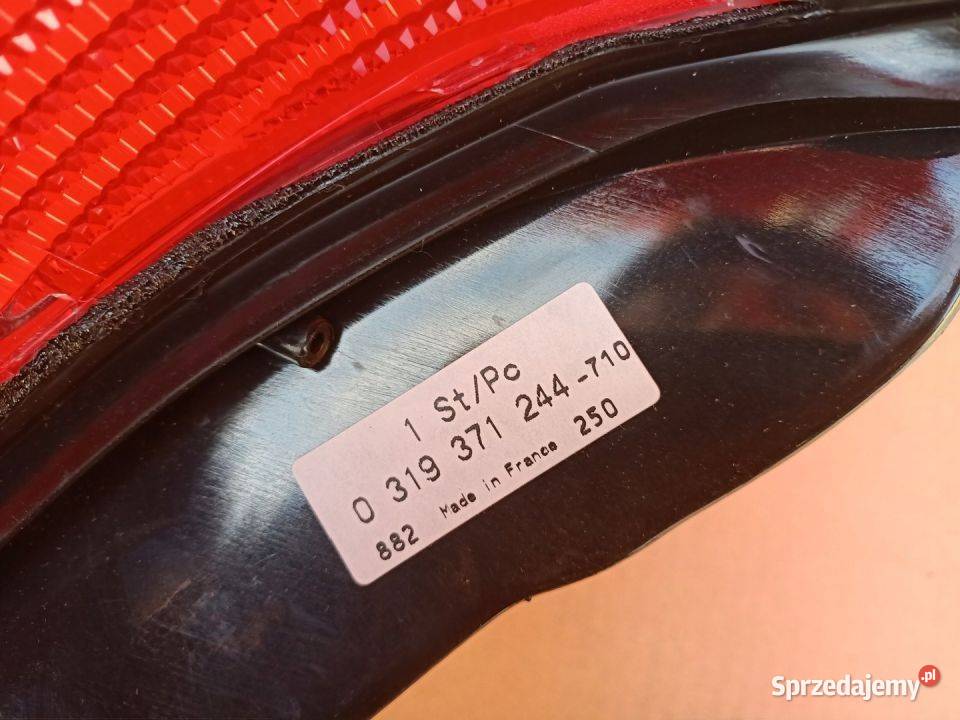 1 St/Pc
0 319 371 244-710
882 Made in France 250
Sprzedajemy.pl